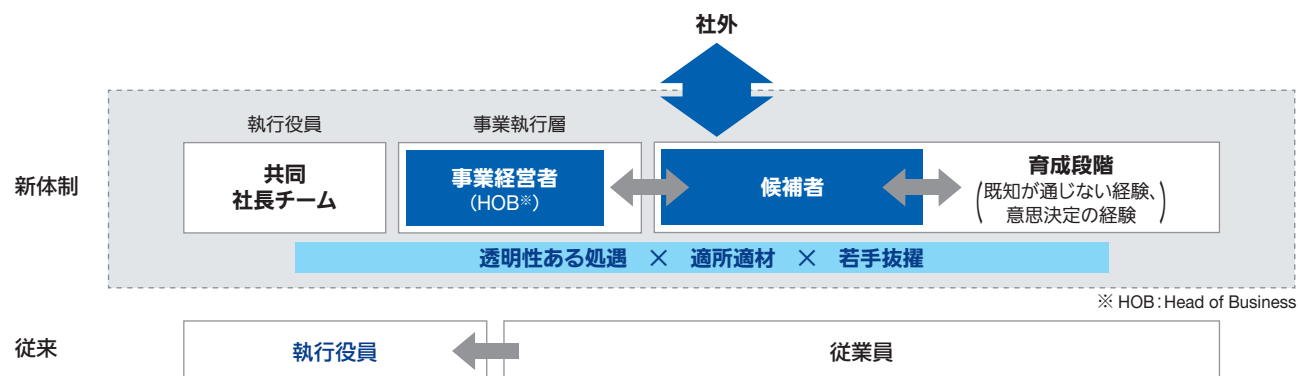 社外
執行役員
事業執行層
新体制
共同
社長チーム
事業経営者
（HOB※）
候補者
育成段階
（既知が通じない経験、
意思決定の経験）
透明性ある処遇 × 適所適材 × 若手抜擢
※ HOB：Head of Business
従来
執行役員
従業員